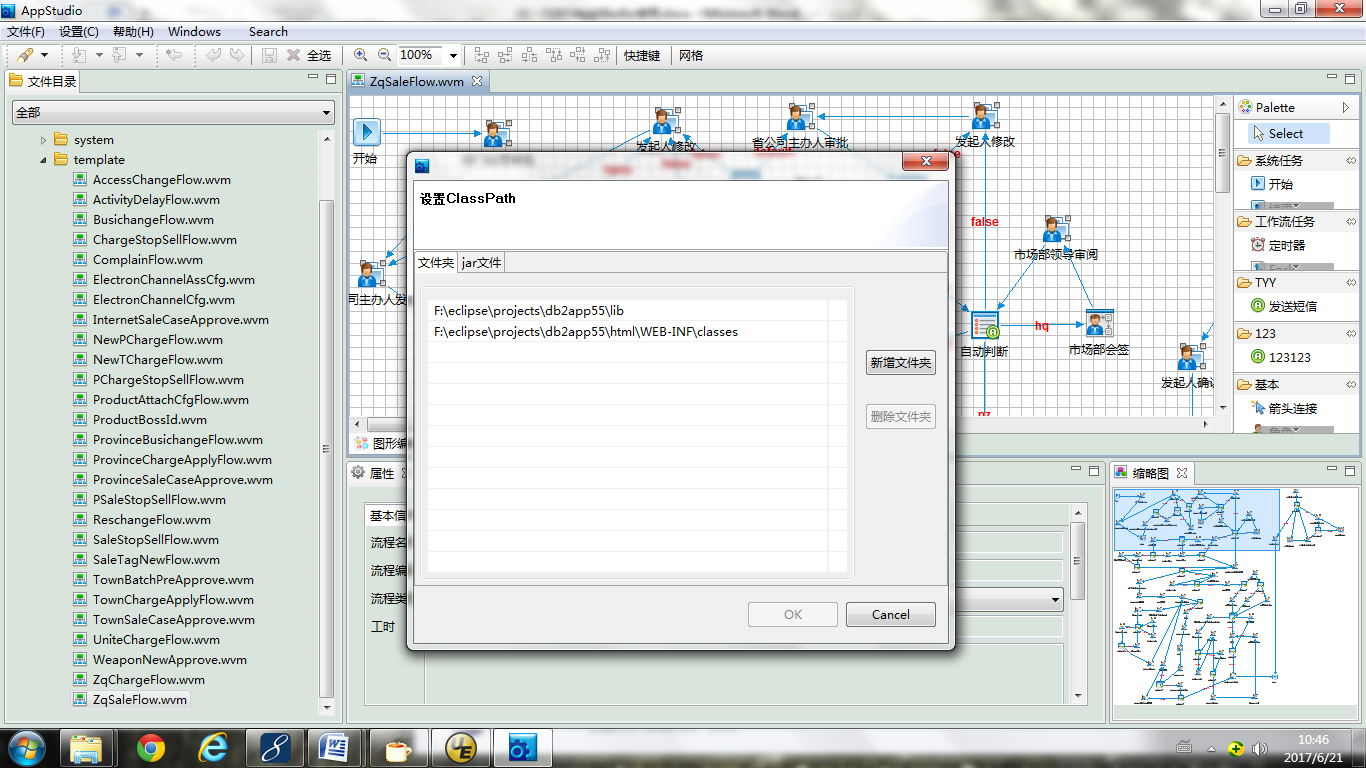 AppStudio
文件(F) 设置(C) 帮助(H) Windows Search
全选 100% 快捷键 网格
文件目录
全部
system
template
AccessChangeFlow.wvm
ActivityDelayFlow.wvm
BusichangeFlow.wvm
ChargeStopSellFlow.wvm
ComplainFlow.wvm
ElectronChannelAssCfg.wvm
ElectronChannelCfg.wvm
InternetSaleCaseApprove.wvm
NewPChargeFlow.wvm
NewTChargeFlow.wvm
PChargeStopSellFlow.wvm
ProductAttachCfgFlow.wvm
ProductBossId.wvm
ProvinceBusichangeFlow.wvm
ProvinceChargeApplyFlow.wvm
ProvinceSaleCaseApprove.wvm
PSaleStopSellFlow.wvm
ReschangeFlow.wvm
SaleStopSellFlow.wvm
SaleTagNewFlow.wvm
TownBatchPreApprove.wvm
TownChargeApplyFlow.wvm
TownSaleCaseApprove.wvm
UniteChargeFlow.wvm
WeaponNewApprove.wvm
ZqChargeFlow.wvm
ZqSaleFlow.wvm
ZqSaleFlow.wvm
开始
发起人修改
省公司主办人审批
发起人修改
false
市场部领导审阅
司主办人发
自动判断
hq
市场部会签
发起人确认
图形编
设置ClassPath
文件夹 jar文件
F:\eclipse\projects\db2app55\lib
F:\eclipse\projects\db2app55\html\WEB-INF\classes
新增文件夹
删除文件夹
OK Cancel
属性
基本信
流程名
流程编
流程类
工时
Palette
Select
系统任务
开始
工作流任务
定时器
TYY
发送短信
123
123123
基本
箭头连接
缩略图
10:46
2017/6/21